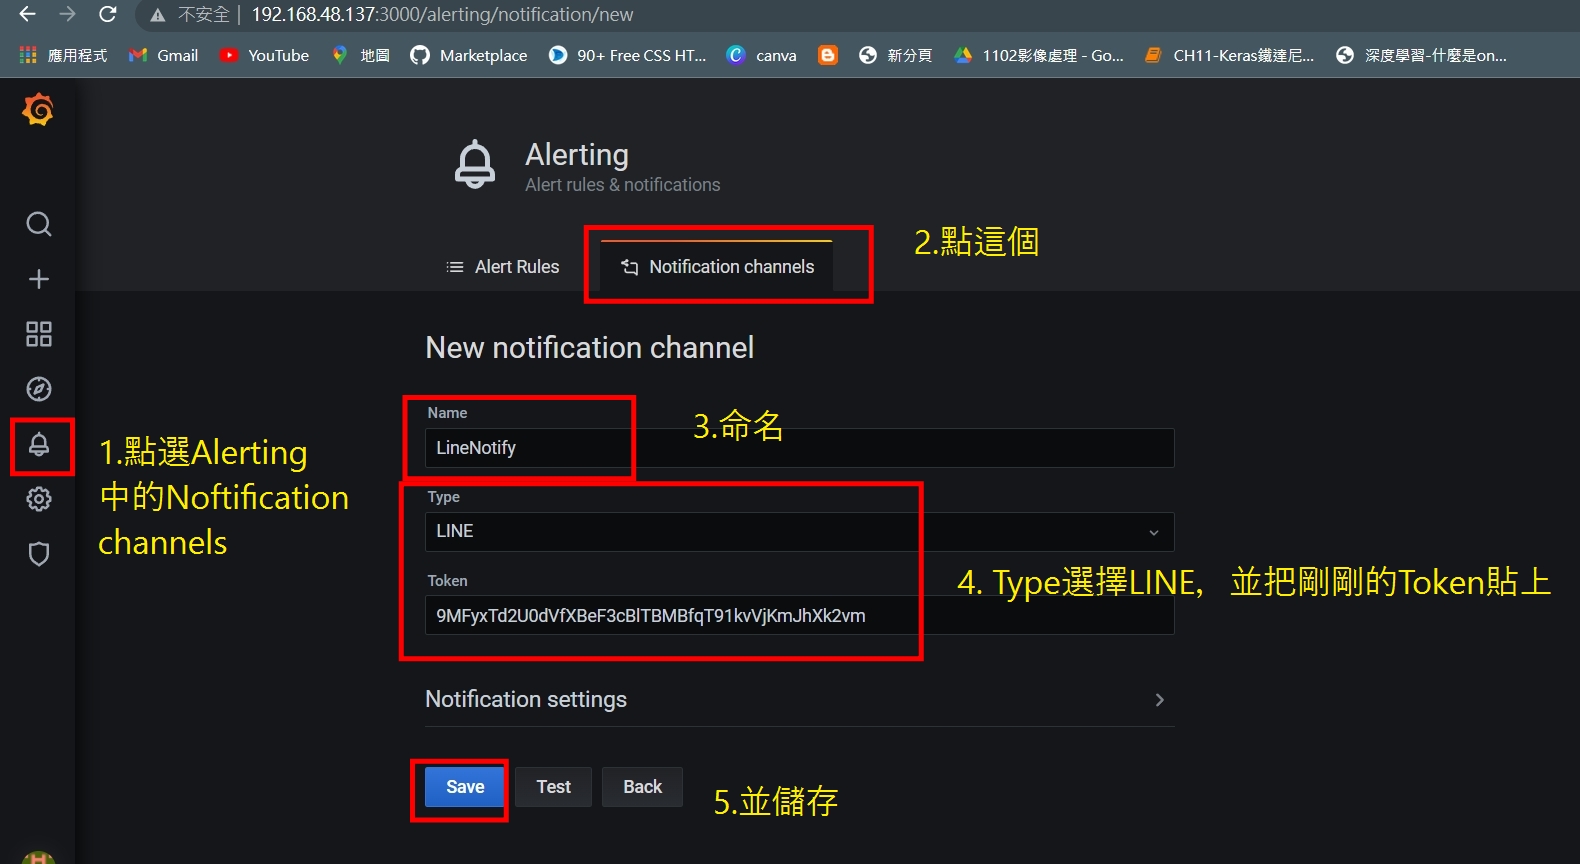 不安全 192.168.48.137:3000/alerting/notification/new
應用程式 Gmail YouTube 地圖 Marketplace 90+ Free CSS HT... canva 新分頁 1102影像處理 - Go... CH11-Keras鐵達尼... 深度學習-什麼是on...
Alerting
Alert rules & notifications
Alert Rules
Notification channels
2.點這個
New notification channel
Name
LineNotify
3.命名
1.點選Alerting
中的Noftification
channels
Type
LINE
Token
9MFyxTd2U0dVfXBeF3cBlTBMBfqT91kvVjKmJhXk2vm
4. Type選擇LINE, 並把剛剛的Token貼上
Notification settings
Save
Test
Back
5.並儲存